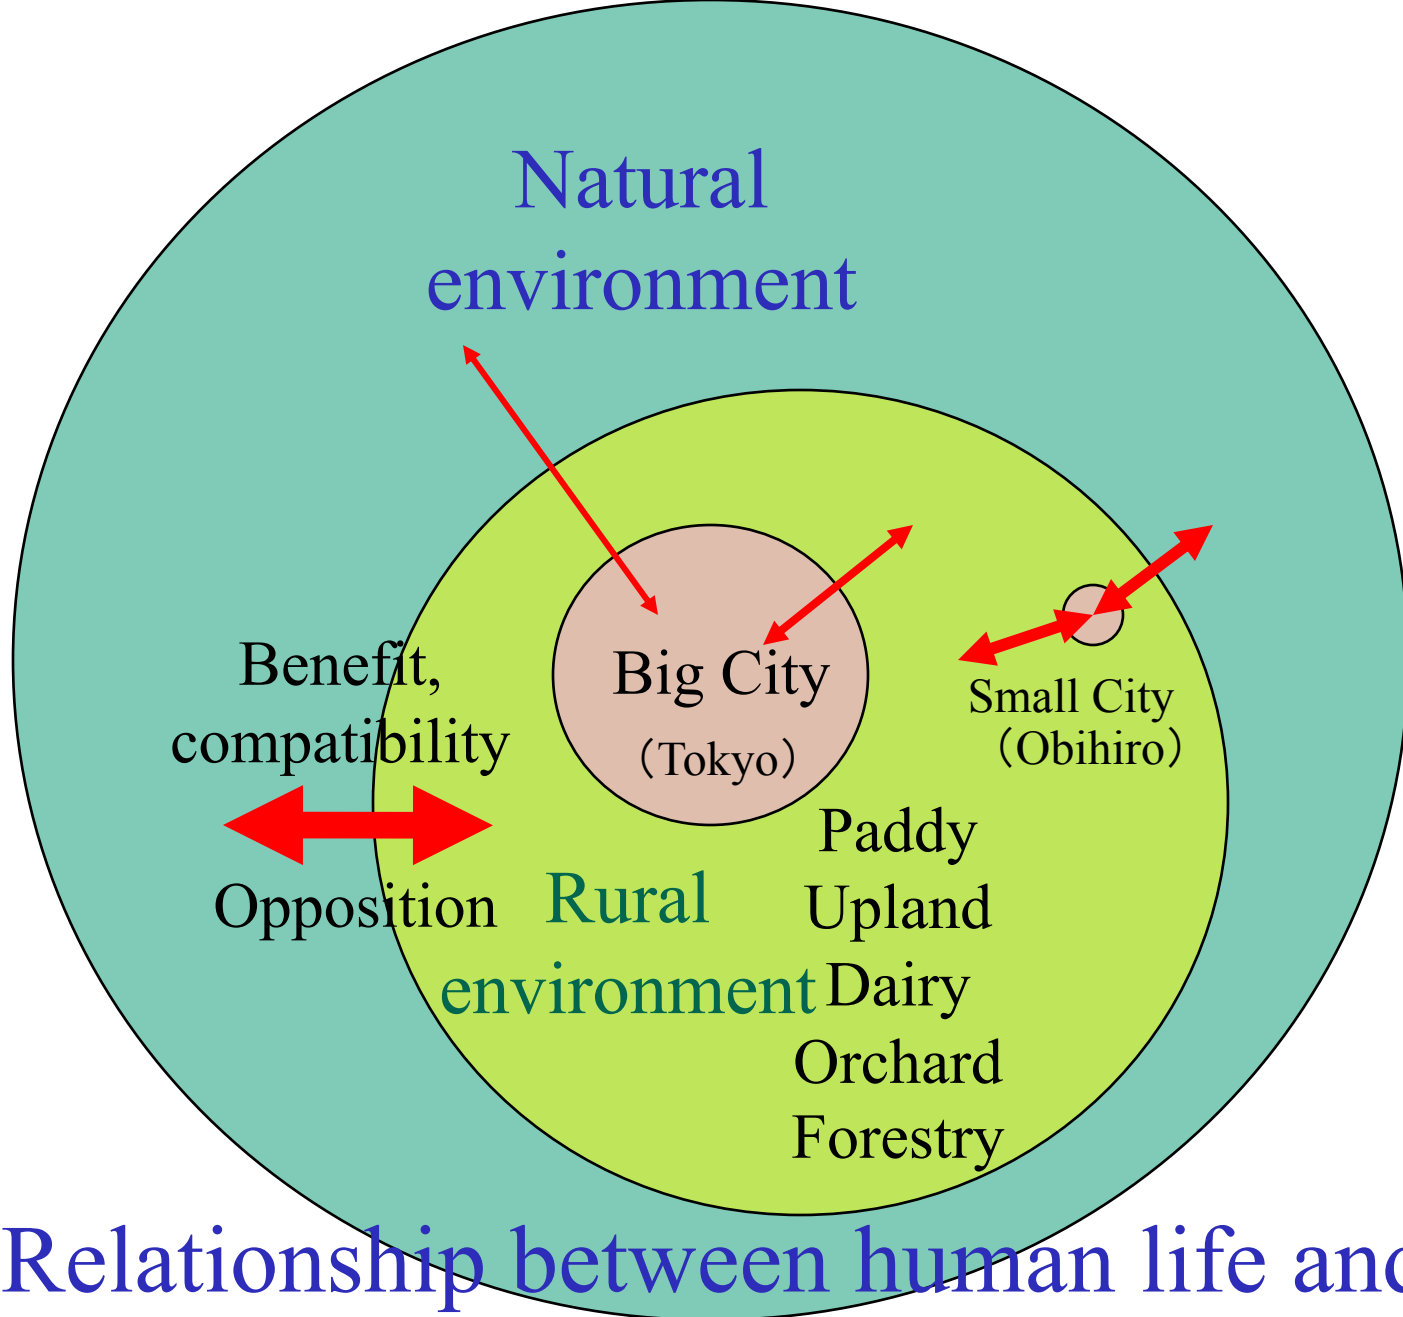 Natural
environment
Benefit,
compatibility
Opposition
Big City
（Tokyo）
Small City
（Obihiro）
Rural
environment
Paddy
Upland
Dairy
Orchard
Forestry
Relationship between human life and